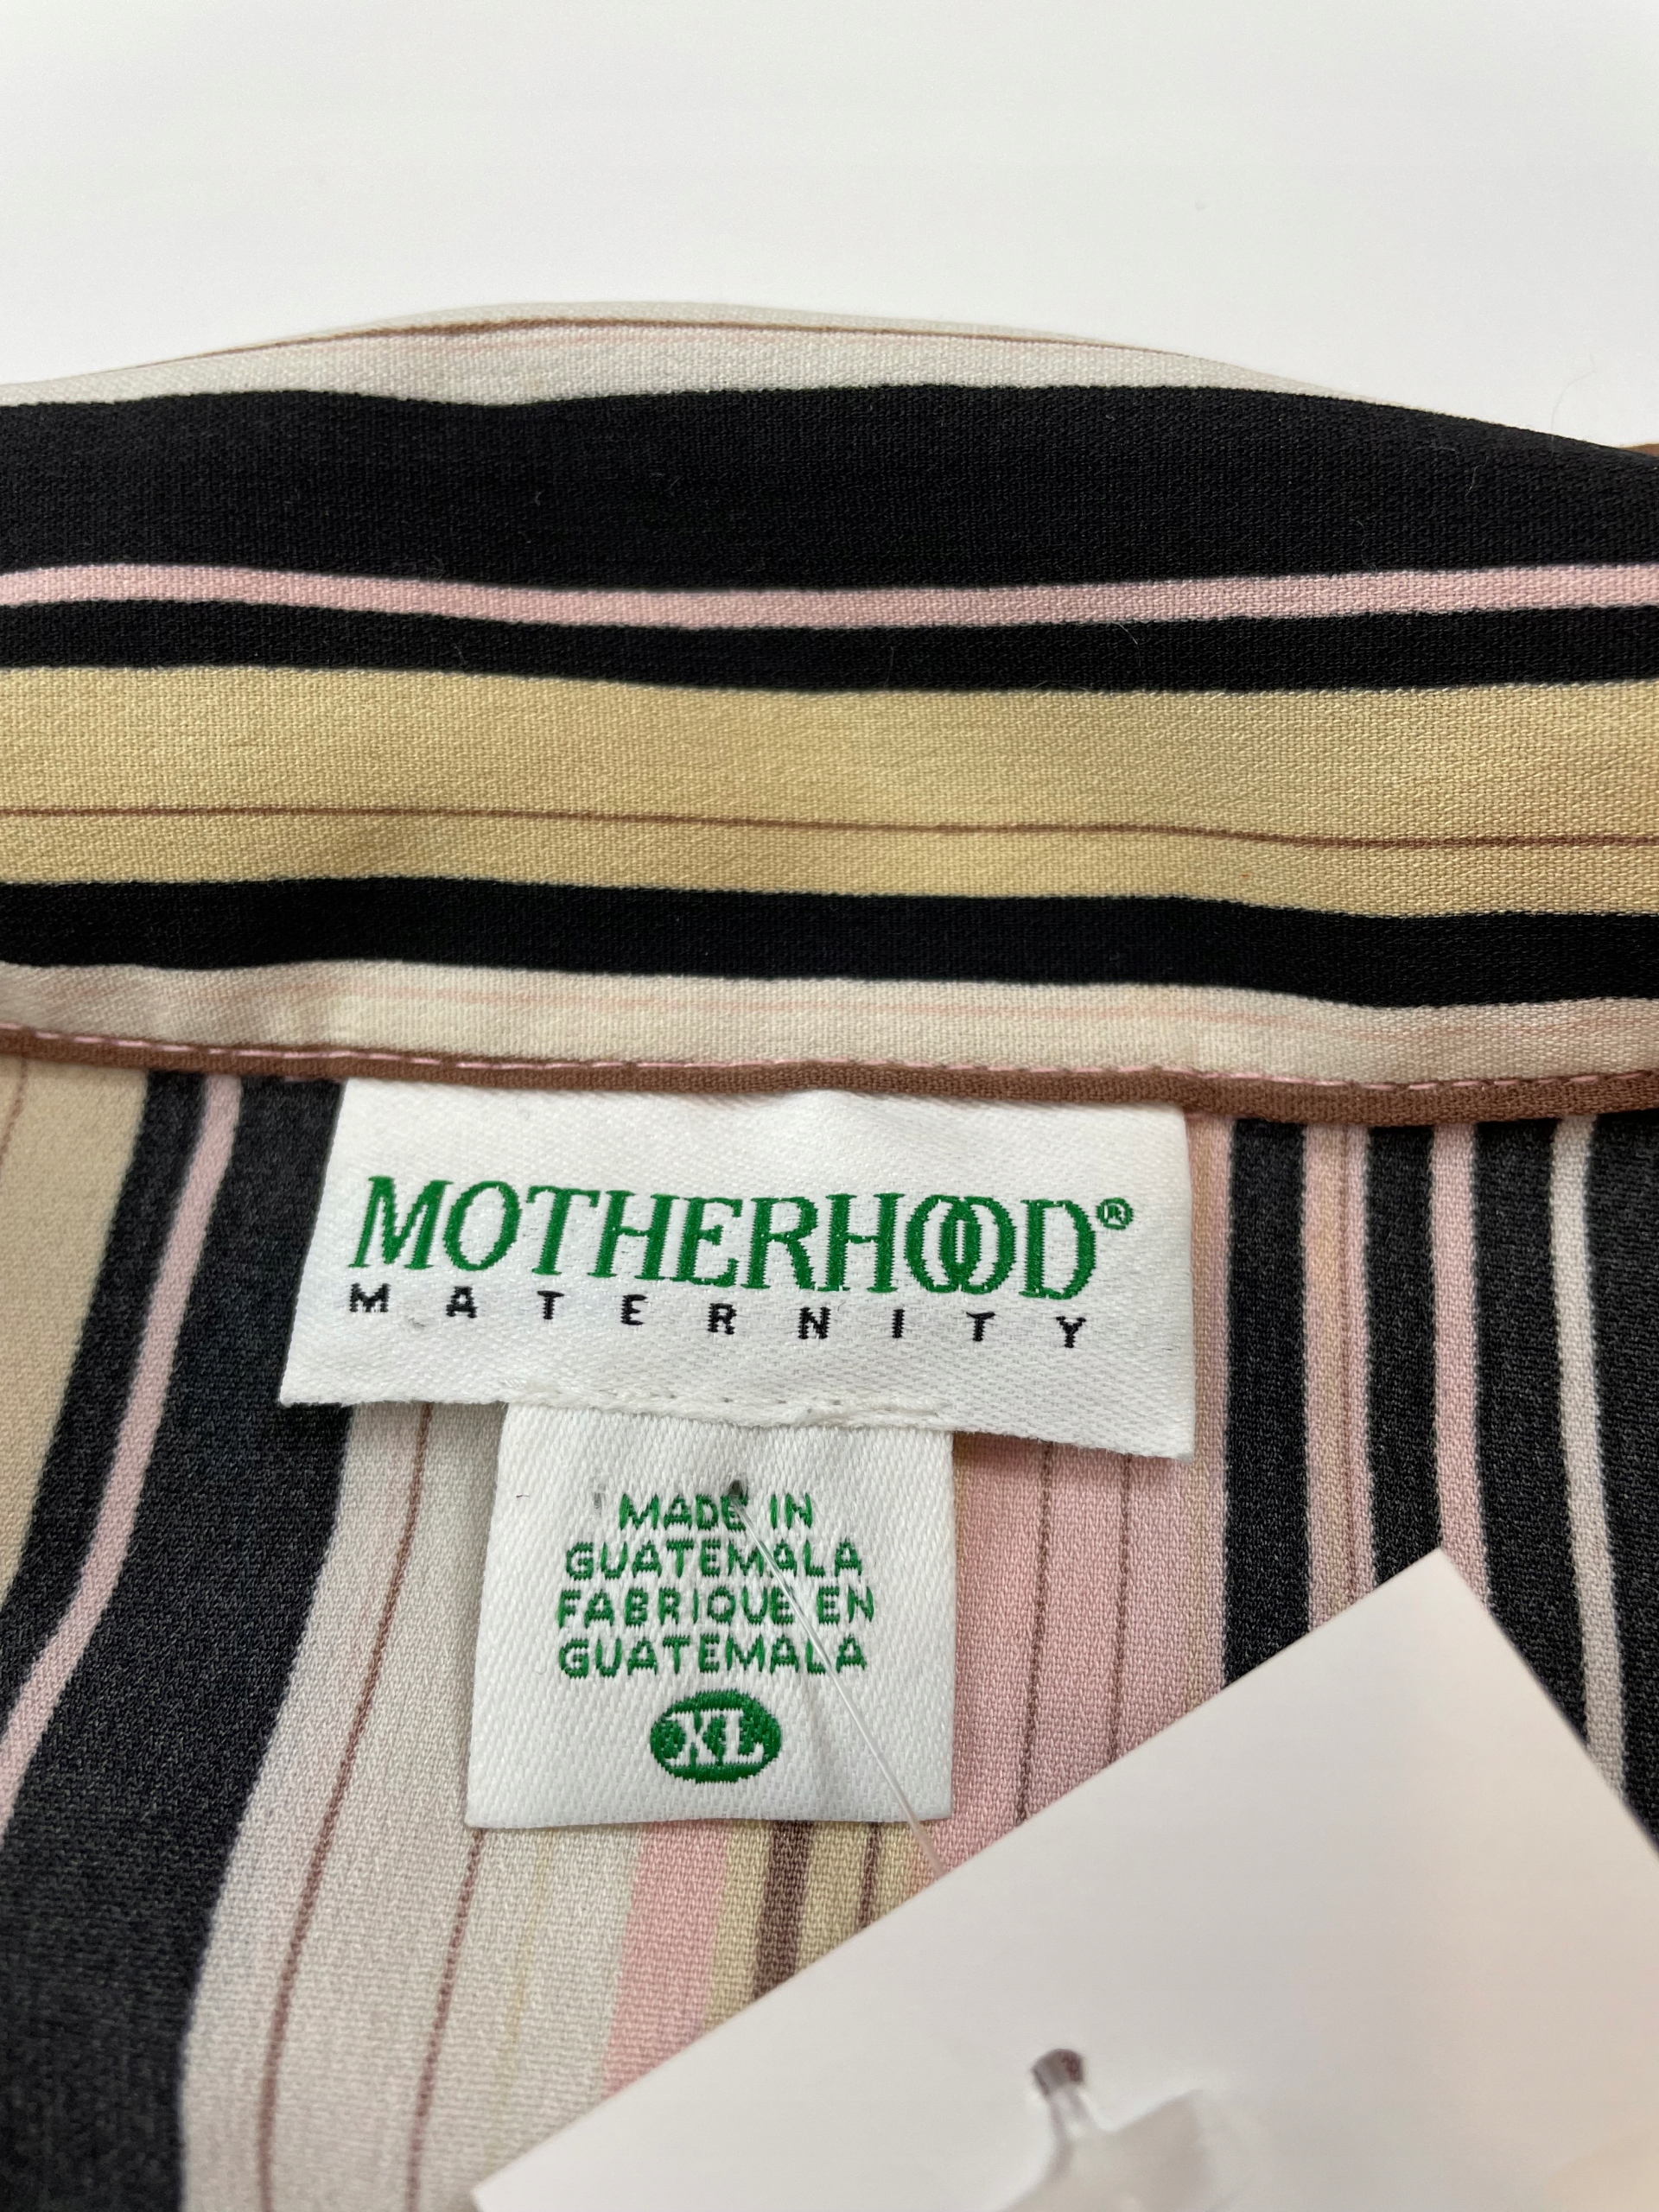 MOTHERHOOD®
MATERNITY
MADE IN
GUATEMALA
FABRIQUE EN
GUATEMALA
XL